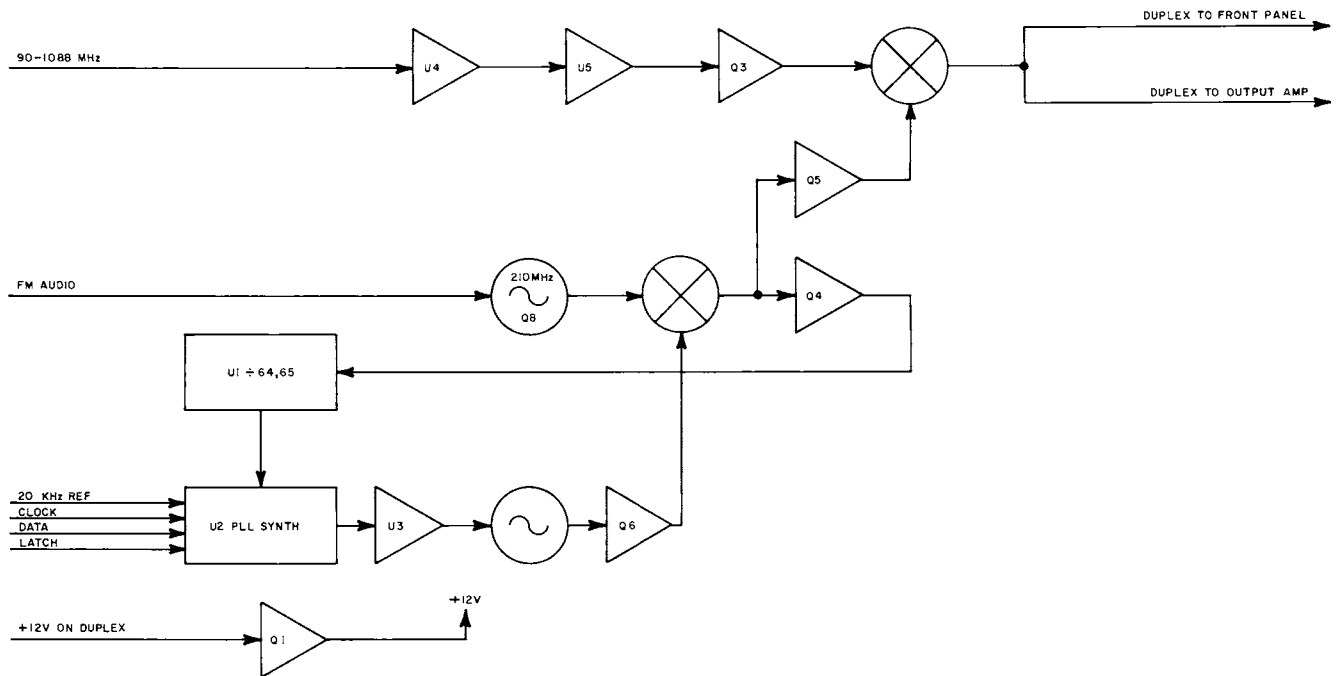 DUPLEX TO FRONT PANEL
90-1088 MHz
U4
U5
Q3
DUPLEX TO OUTPUT AMP
Q5
FM AUDIO
210MHz
Q8
Q4
U1 ÷ 64,65
20 KHz REF
CLOCK
DATA
LATCH
U2 PLL SYNTH
U3
Q6
+12V
+12V ON DUPLEX
Q1